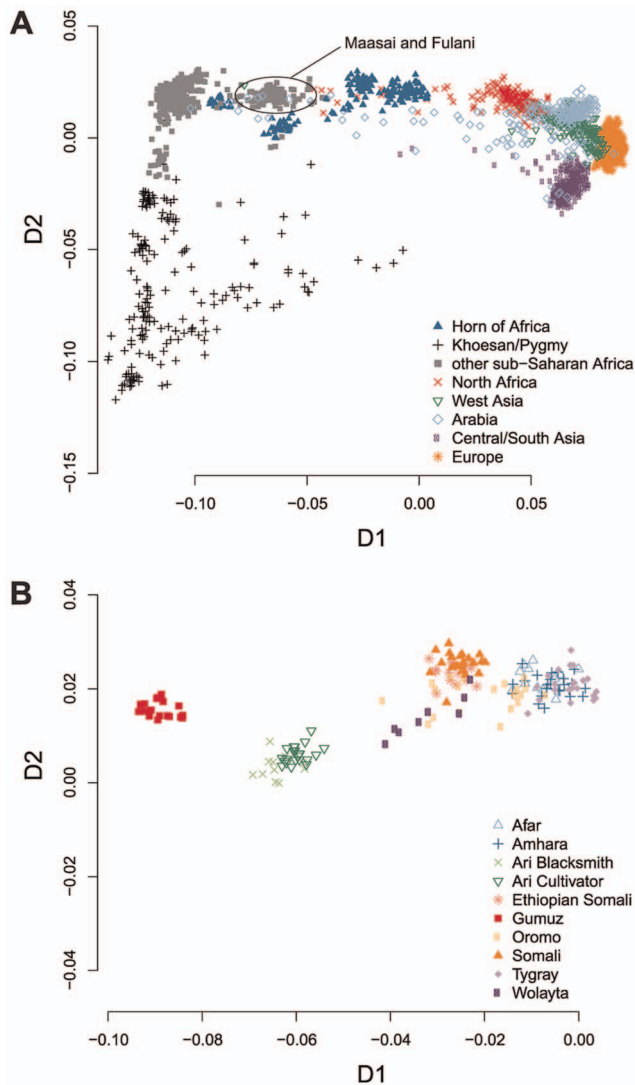 A
Maasai and Fulani
0.05
0.00
−0.05
−0.10
−0.15
D2
Horn of Africa
Khoesan/Pygmy
other sub−Saharan Africa
North Africa
West Asia
Arabia
Central/South Asia
Europe
−0.10 −0.05 0.00 0.05
D1
B
0.04
0.02
0.00
−0.02
−0.04
D2
Afar
Amhara
Ari Blacksmith
Ari Cultivator
Ethiopian Somali
Gumuz
Oromo
Somali
Tygray
Wolayta
−0.10 −0.08 −0.06 −0.04 −0.02 0.00
D1